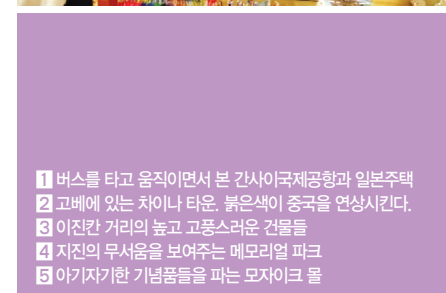 1 버스를 타고 움직이면서 본 간사이국제공항과 일본주택
2 고베에 있는 차이나 타운. 붉은색이 중국을 연상시킨다.
3 이진칸 거리의 높고 고풍스러운 건물들
4 지진의 무서움을 보여주는 메모리얼 파크
5 아기자기한 기념품들을 파는 모자이크 몰